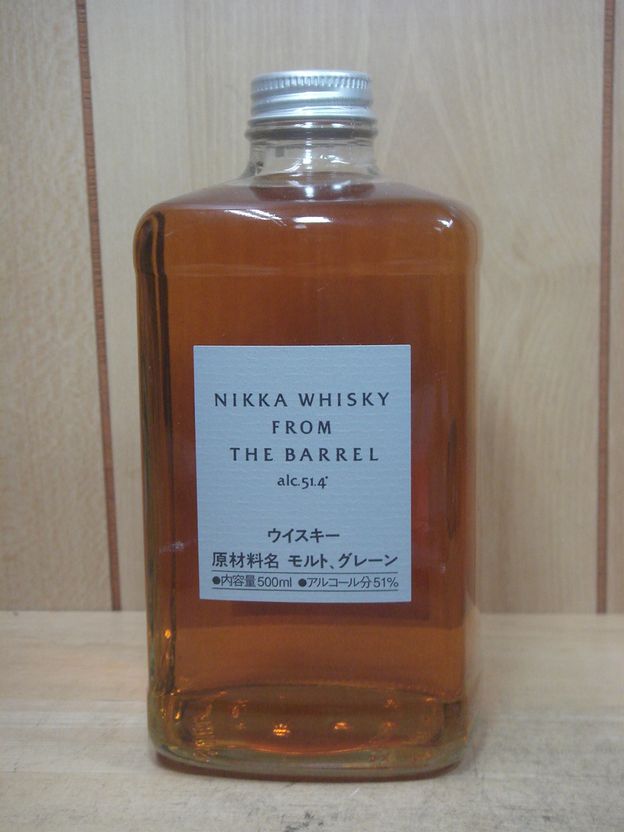 NIKKA WHISKY
FROM
THE BARREL
alc.51.4°
ウイスキー
原材料名 モルト、グレーン
●内容量500ml ●アルコール分51%